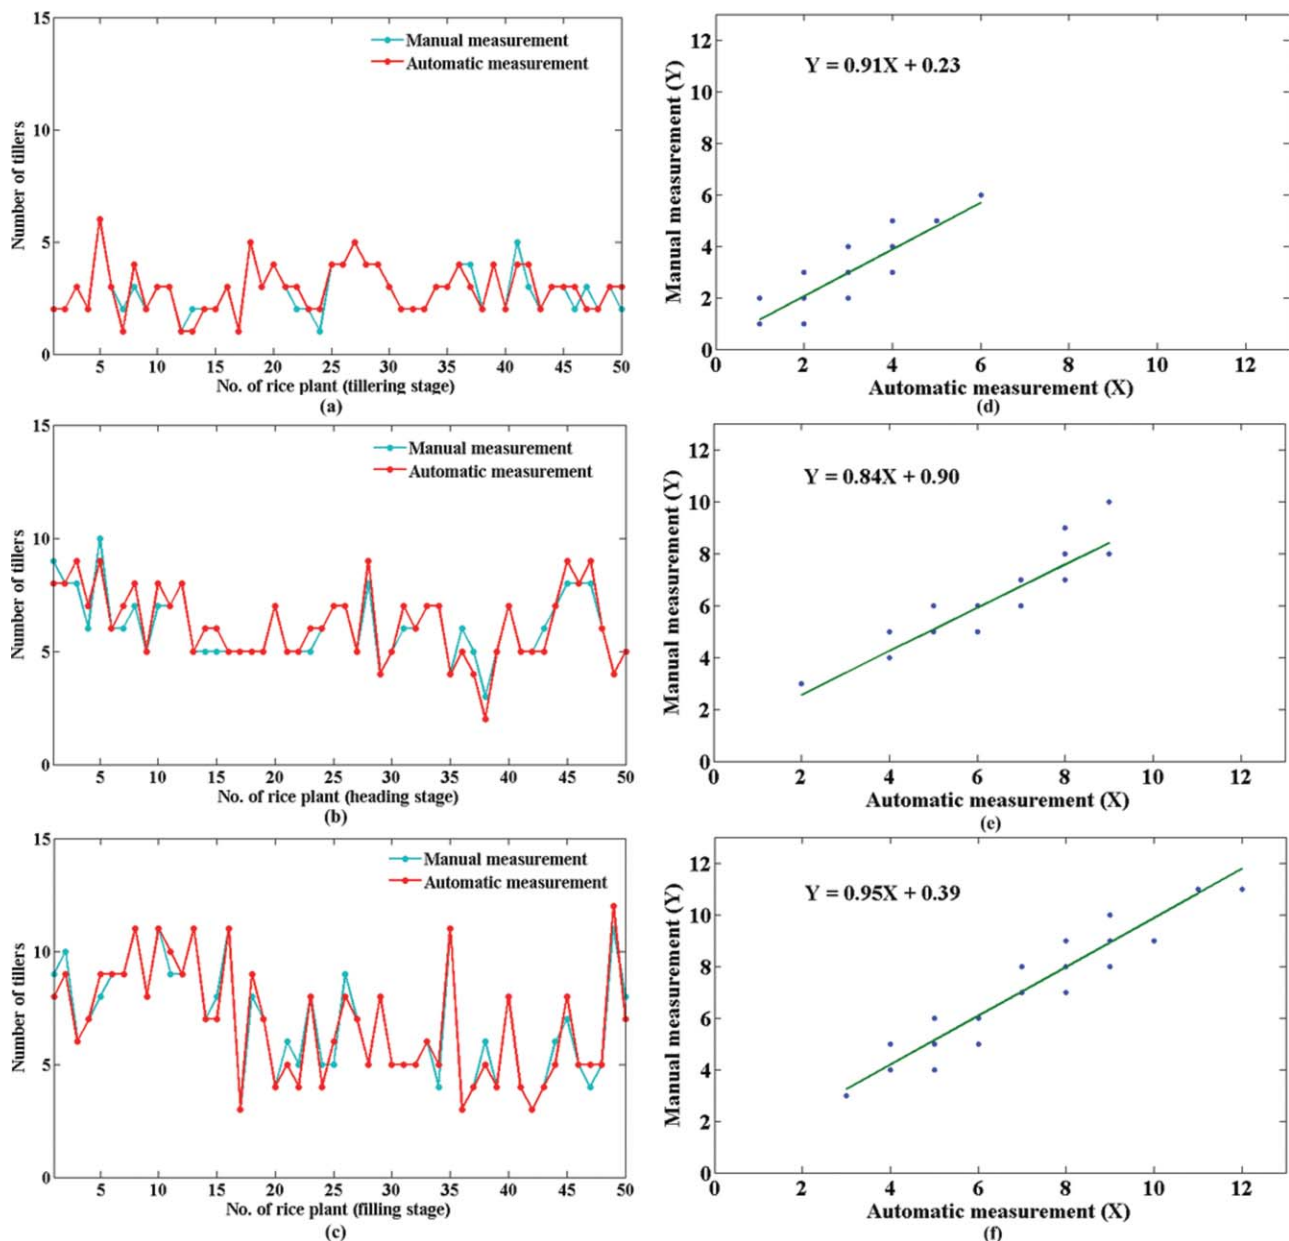 15
10
5
0
Number of tillers
Manual measurement
Automatic measurement
5 10 15 20 25 30 35 40 45 50
No. of rice plant (tillering stage)
(a)
12
10
8
6
4
2
0
Manual measurement (Y)
Y = 0.91X + 0.23
0 2 4 6 8 10 12
Automatic measurement (X)
(d)
15
10
5
0
Number of tillers
Manual measurement
Automatic measurement
5 10 15 20 25 30 35 40 45 50
No. of rice plant (heading stage)
(b)
12
10
8
6
4
2
0
Manual measurement (Y)
Y = 0.84X + 0.90
0 2 4 6 8 10 12
Automatic measurement (X)
(e)
15
10
5
0
Number of tillers
Manual measurement
Automatic measurement
5 10 15 20 25 30 35 40 45 50
No. of rice plant (filling stage)
(c)
12
10
8
6
4
2
0
Manual measurement (Y)
Y = 0.95X + 0.39
0 2 4 6 8 10 12
Automatic measurement (X)
(f)